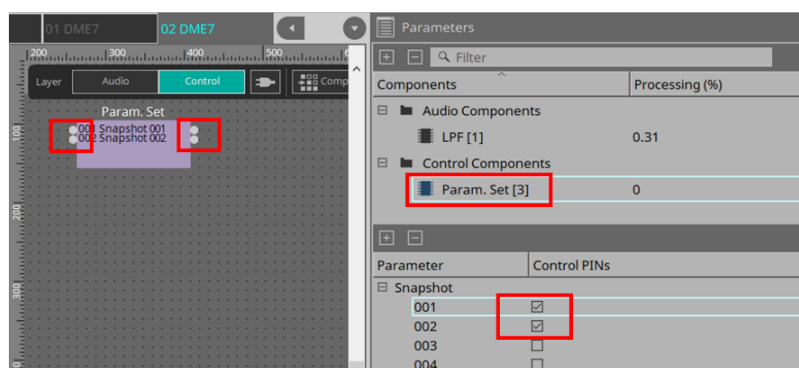 01 DME7
02 DME7
200 300 400 500 6
Layer Audio Control Comp
Param. Set
001 Snapshot 001
002 Snapshot 002
100
200
300
Parameters
Filter
Components Processing (%)
Audio Components
LPF [1] 0.31
Control Components
Param. Set [3] 0
Parameter Control PINs
Snapshot
001
002
003
004